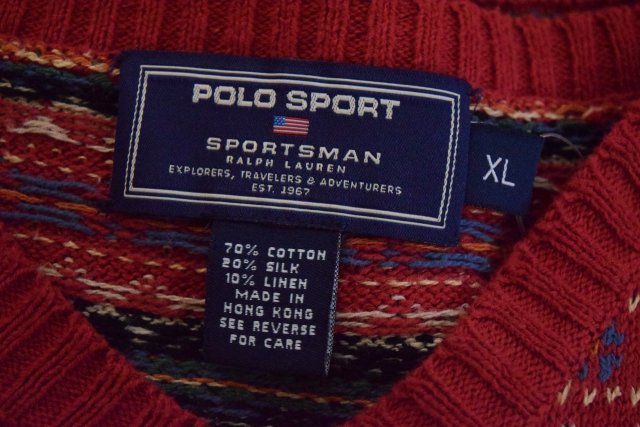 POLO SPORT
SPORTSMAN
RALPH LAUREN
EXPLORERS, TRAVELERS & ADVENTURERS
EST. 1967
XL
70% COTTON
20% SILK
10% LINEN
MADE IN
HONG KONG
SEE REVERSE
FOR CARE